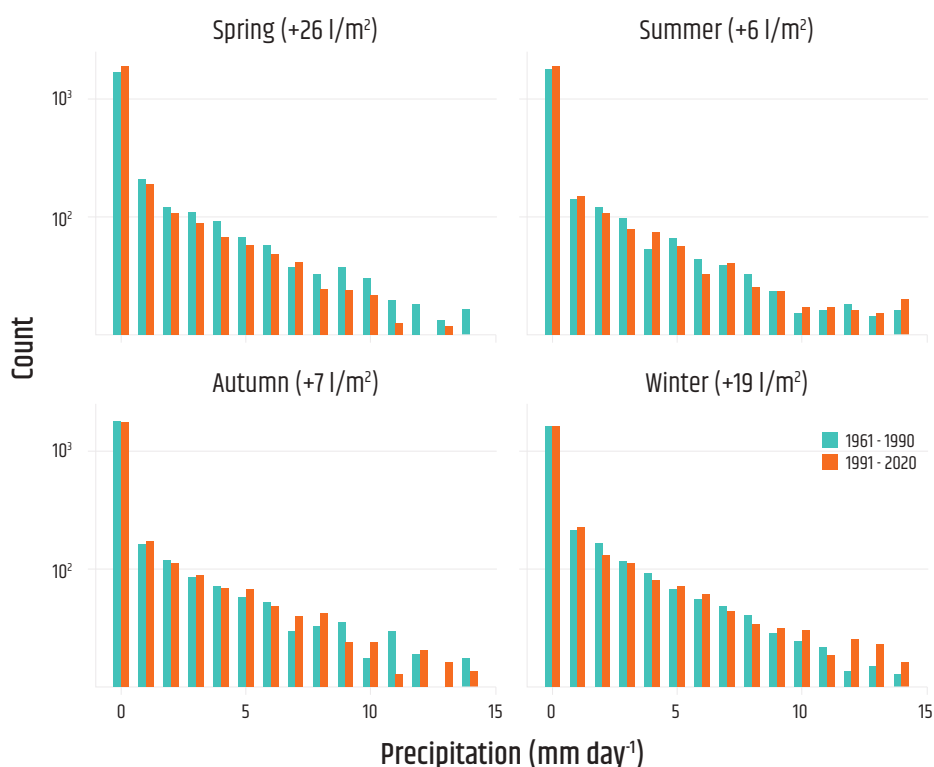 Spring (+26 l/m²)
Summer (+6 l/m²)
10³
10²
Count
Autumn (+7 l/m²)
Winter (+19 l/m²)
10³
10²
1961 - 1990
1991 - 2020
0 5 10 15
0 5 10 15
Precipitation (mm day⁻¹)